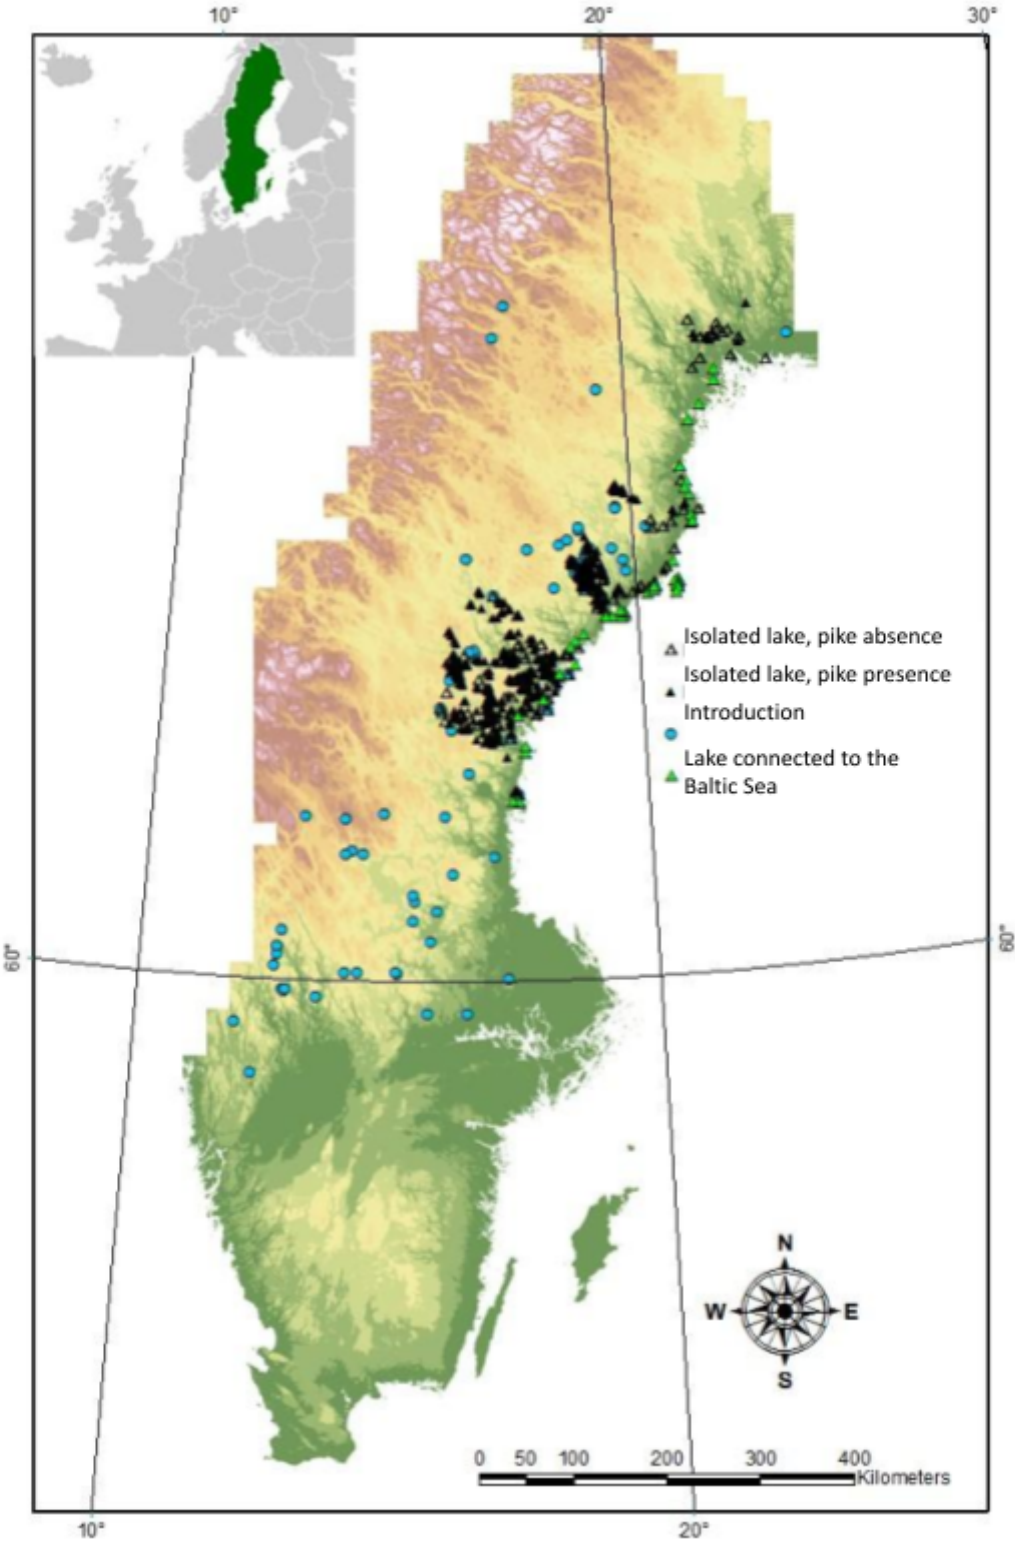 10° 20° 30°
Isolated lake, pike absence
Isolated lake, pike presence
Introduction
Lake connected to the
Baltic Sea
60° 60°
N
W E
S
0 50 100 200 300 400
Kilometers
10° 20°